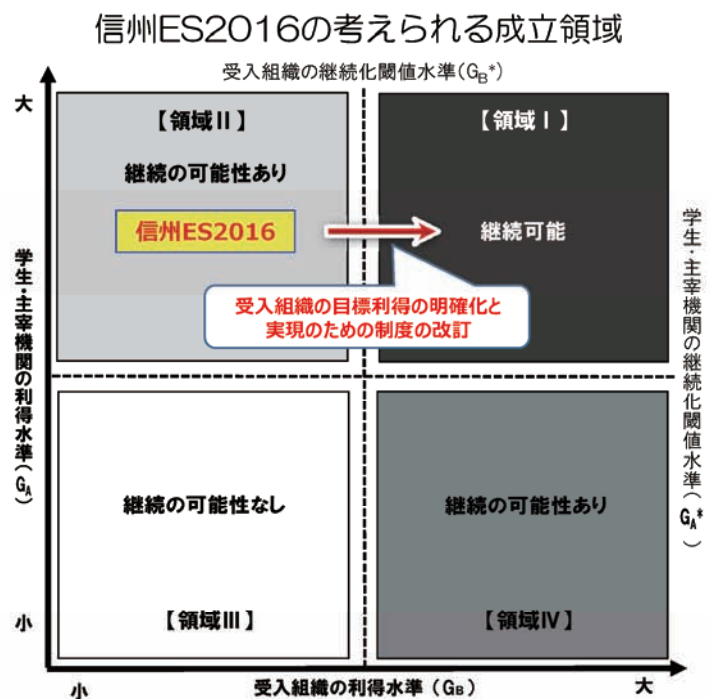 信州ES2016の考えられる成立領域
受入組織の継続化閾値水準(GB*)
大
【領域Ⅱ】
【領域Ⅰ】
継続の可能性あり
信州ES2016
継続可能
受入組織の目標利得の明確化と
実現のための制度の改訂
学生・主宰機関の利得水準(GA)
学生・主宰機関の継続化閾値水準(GA*)
継続の可能性なし
継続の可能性あり
【領域Ⅲ】
【領域Ⅳ】
小
小
受入組織の利得水準(GB)
大